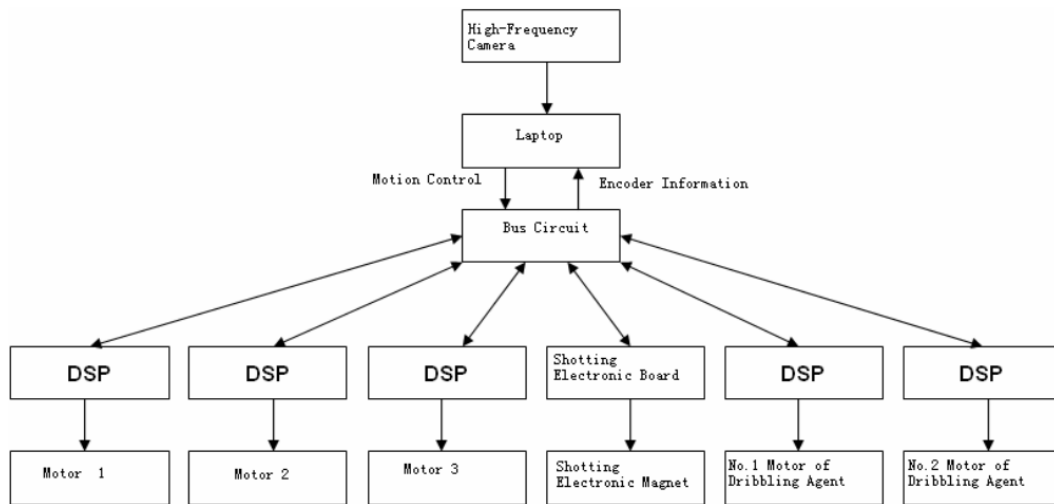 High-Frequency
Camera
Laptop
Motion Control
Encoder Information
Bus Circuit
DSP
DSP
DSP
Shotting
Electronic Board
DSP
DSP
Motor 1
Motor 2
Motor 3
Shotting
Electronic Magnet
No.1 Motor of
Dribbling Agent
No.2 Motor of
Dribbling Agent